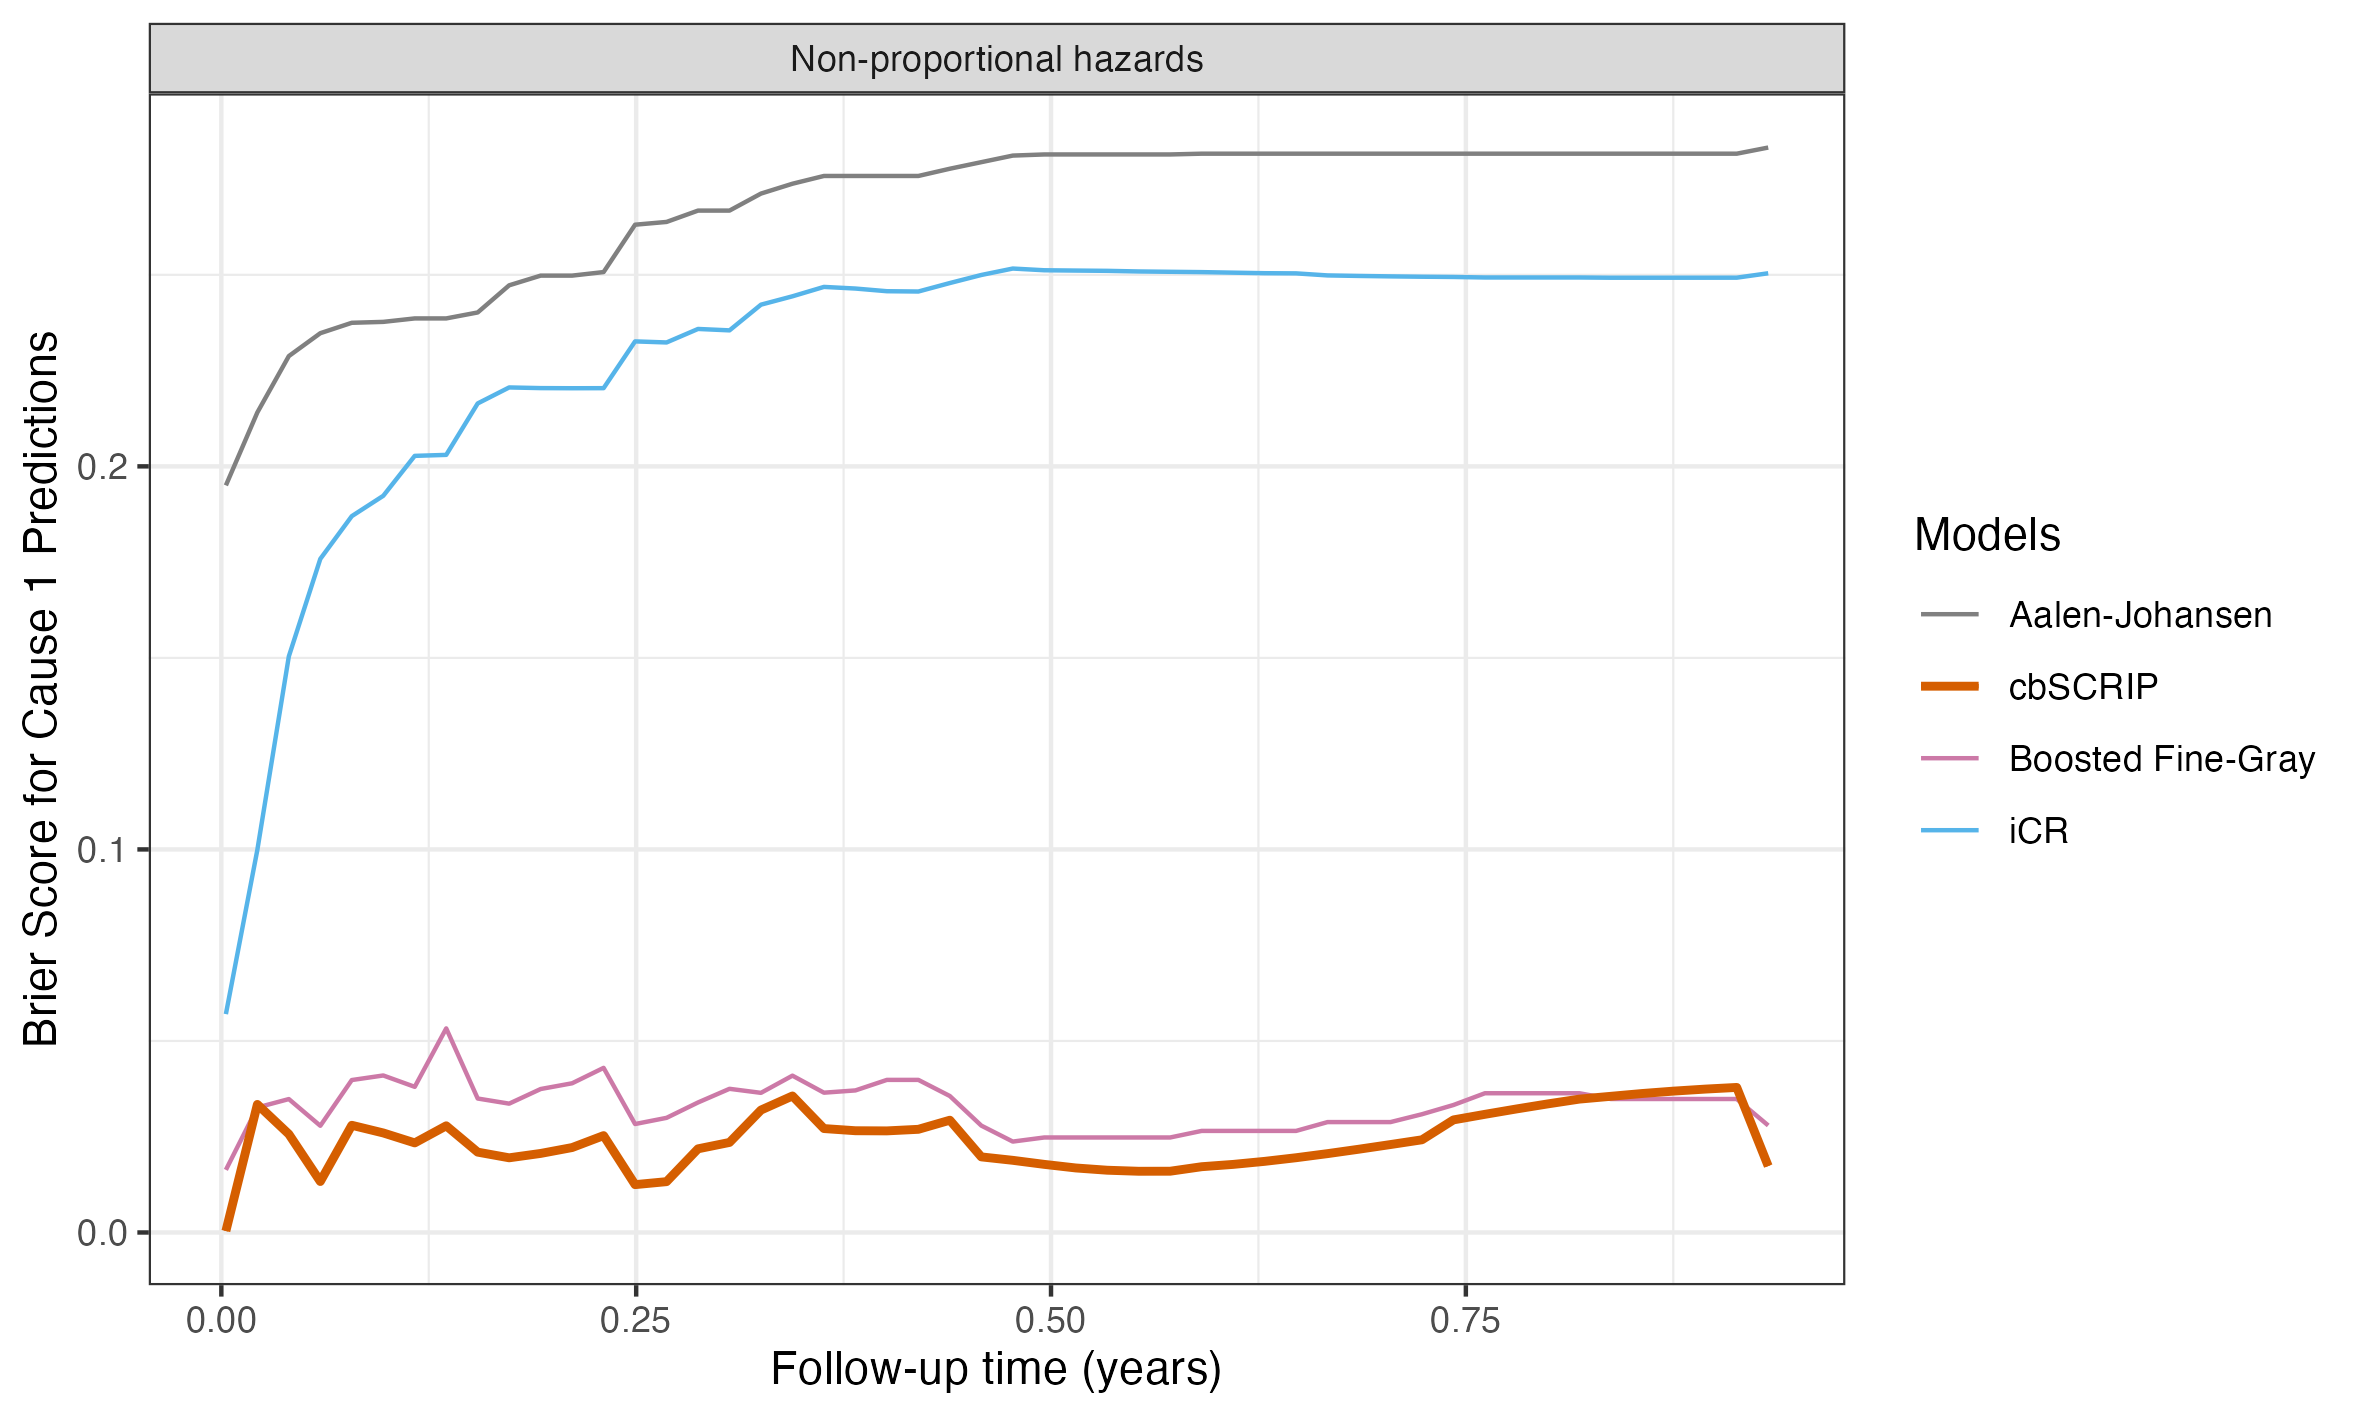 Non-proportional hazards
Brier Score for Cause 1 Predictions
0.2
0.1
0.0
0.00
0.25
0.50
0.75
Follow-up time (years)
Models
Aalen-Johansen
cbSCRIP
Boosted Fine-Gray
iCR